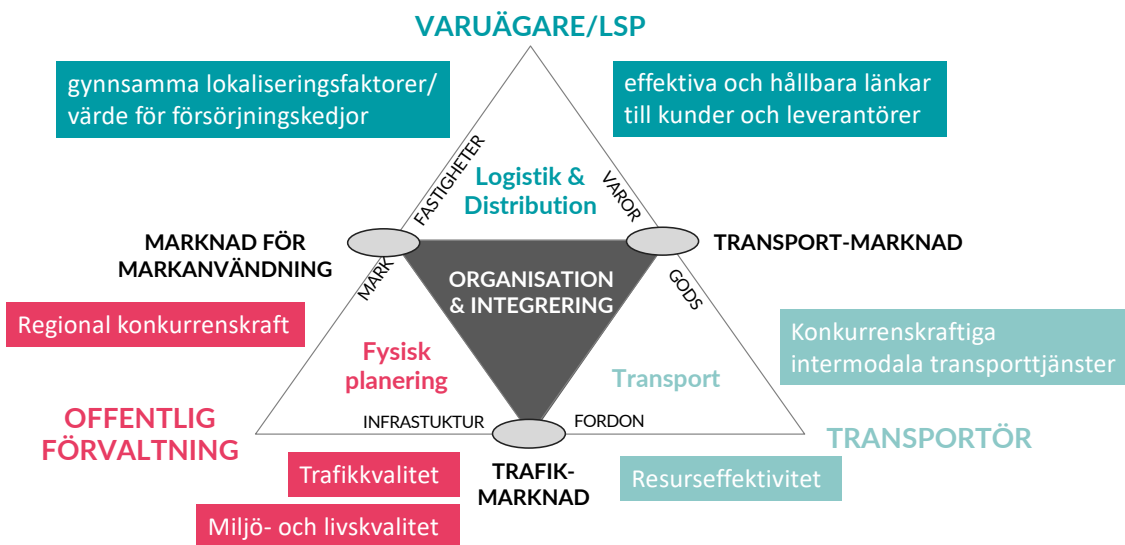 VARUÄGARE/LSP
gynnsamma lokaliseringsfaktorer/
värde för försörjningskedjor
effektiva och hållbara länkar
till kunder och leverantörer
FASTIGHETER
Logistik &
Distribution
VAROR
MARKNAD FÖR
MARKANVÄNDNING
TRANSPORT-MARKNAD
MARK
ORGANISATION
& INTEGRERING
GODS
Regional konkurrenskraft
Konkurrenskraftiga
intermodala transporttjänster
Fysisk
planering
Transport
OFFENTLIG
FÖRVALTNING
INFRASTUKTUR
FORDON
TRANSPORTÖR
Trafikkvalitet
TRAFIK-
MARKNAD
Resurseffektivitet
Miljö- och livskvalitet